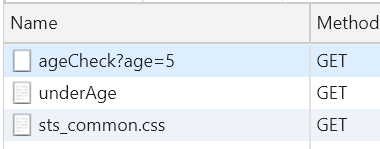 Name Method
ageCheck?age=5 GET
underAge GET
sts_common.css GET